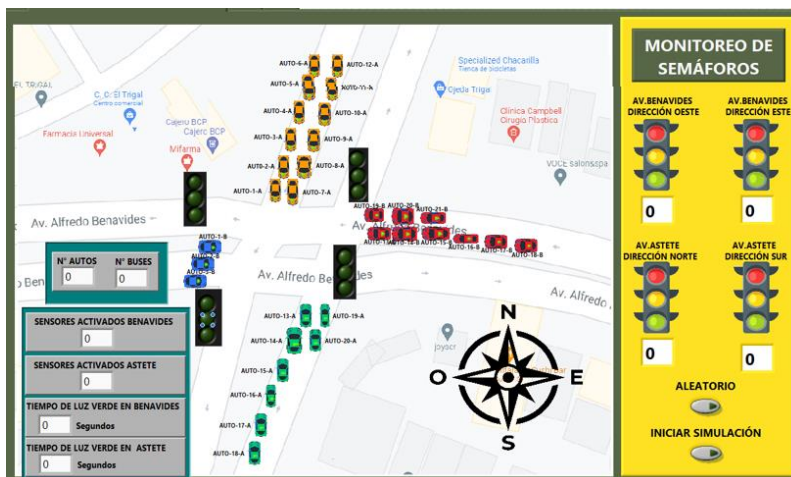 AUTO-6-A
AUTO-12-A
AUTO-5-A
AUTO-4-A
AUTO-10-A
AUTO-3-A
AUTO-9-A
AUTO-2-A
AUTO-8-A
AUTO-1-A
AUTO-7-A
EL TRIGAL
C. C. El Trigal
Centro comercial
Farmacia Universal
Cajero BCP
Cajero BCP
Mifarma
Specialized Chacarilla
Tienda de bicicletas
Ojeda Trigal
Clínica Campbell
Cirugía Plástica
VOCE salonspa
Av. Alfredo Benavides
AUTO-19-B
AUTO-20-B
AUTO-21-B
AUTO-16-B
AUTO-17-B
AUTO-18-B
AUTO-1-B
Av. Alfredo Benavides
Av. Alfredo
N° AUTOS
N° BUSES
0
0
SENSORES ACTIVADOS BENAVIDES
0
SENSORES ACTIVADOS ASTETE
0
TIEMPO DE LUZ VERDE EN BENAVIDES
0 Segundos
TIEMPO DE LUZ VERDE EN ASTETE
0 Segundos
AUTO-13-A
AUTO-19-A
AUTO-14-A
AUTO-20-A
AUTO-15-A
AUTO-16-A
AUTO-17-A
AUTO-18-A
N
O
E
S
MONITOREO DE
SEMÁFOROS
AV.BENAVIDES
DIRECCIÓN OESTE
AV.BENAVIDES
DIRECCIÓN ESTE
0
0
AV.ASTETE
DIRECCIÓN NORTE
AV.ASTETE
DIRECCIÓN SUR
0
0
ALEATORIO
INICIAR SIMULACIÓN